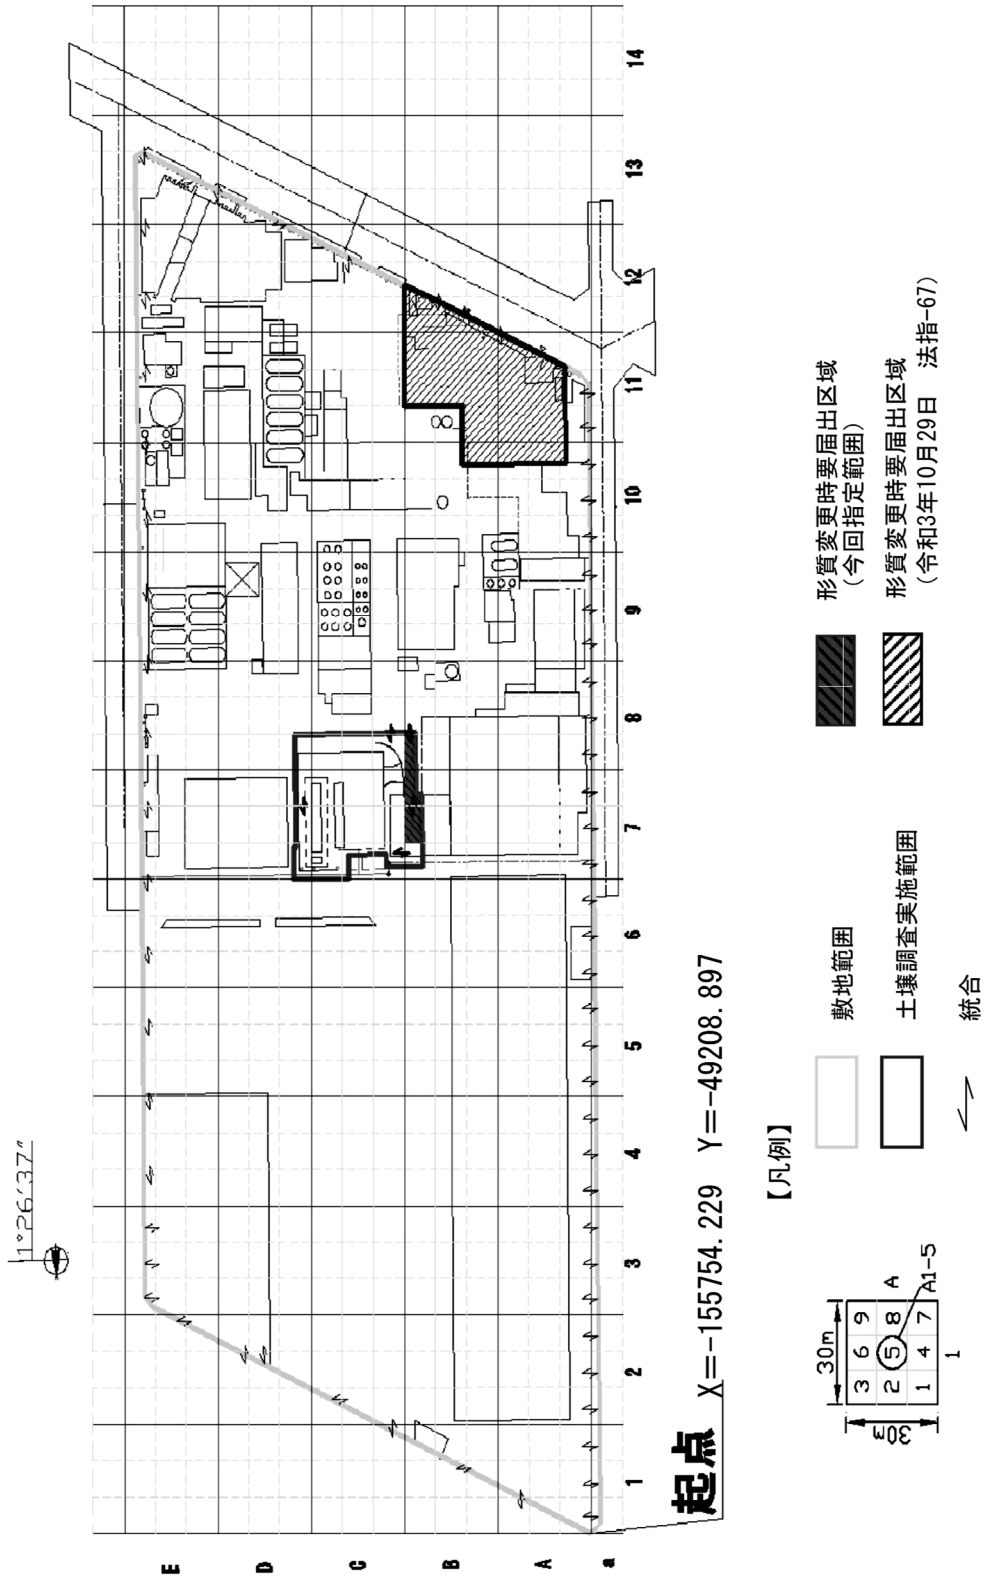 1°26′37″
E
D
C
B
A
a
1
2
3
4
5
6
7
8
9
10
11
12
13
14
起点
X=-155754.229　Y=-49208.897
【凡例】
敷地範囲
土壌調査実施範囲
統合
形質変更時要届出区域
（今回指定範囲）
形質変更時要届出区域
（令和3年10月29日　法指-67）
30m
30m
3 6 9
2 5 8
1 4 7
A
A1-5
1